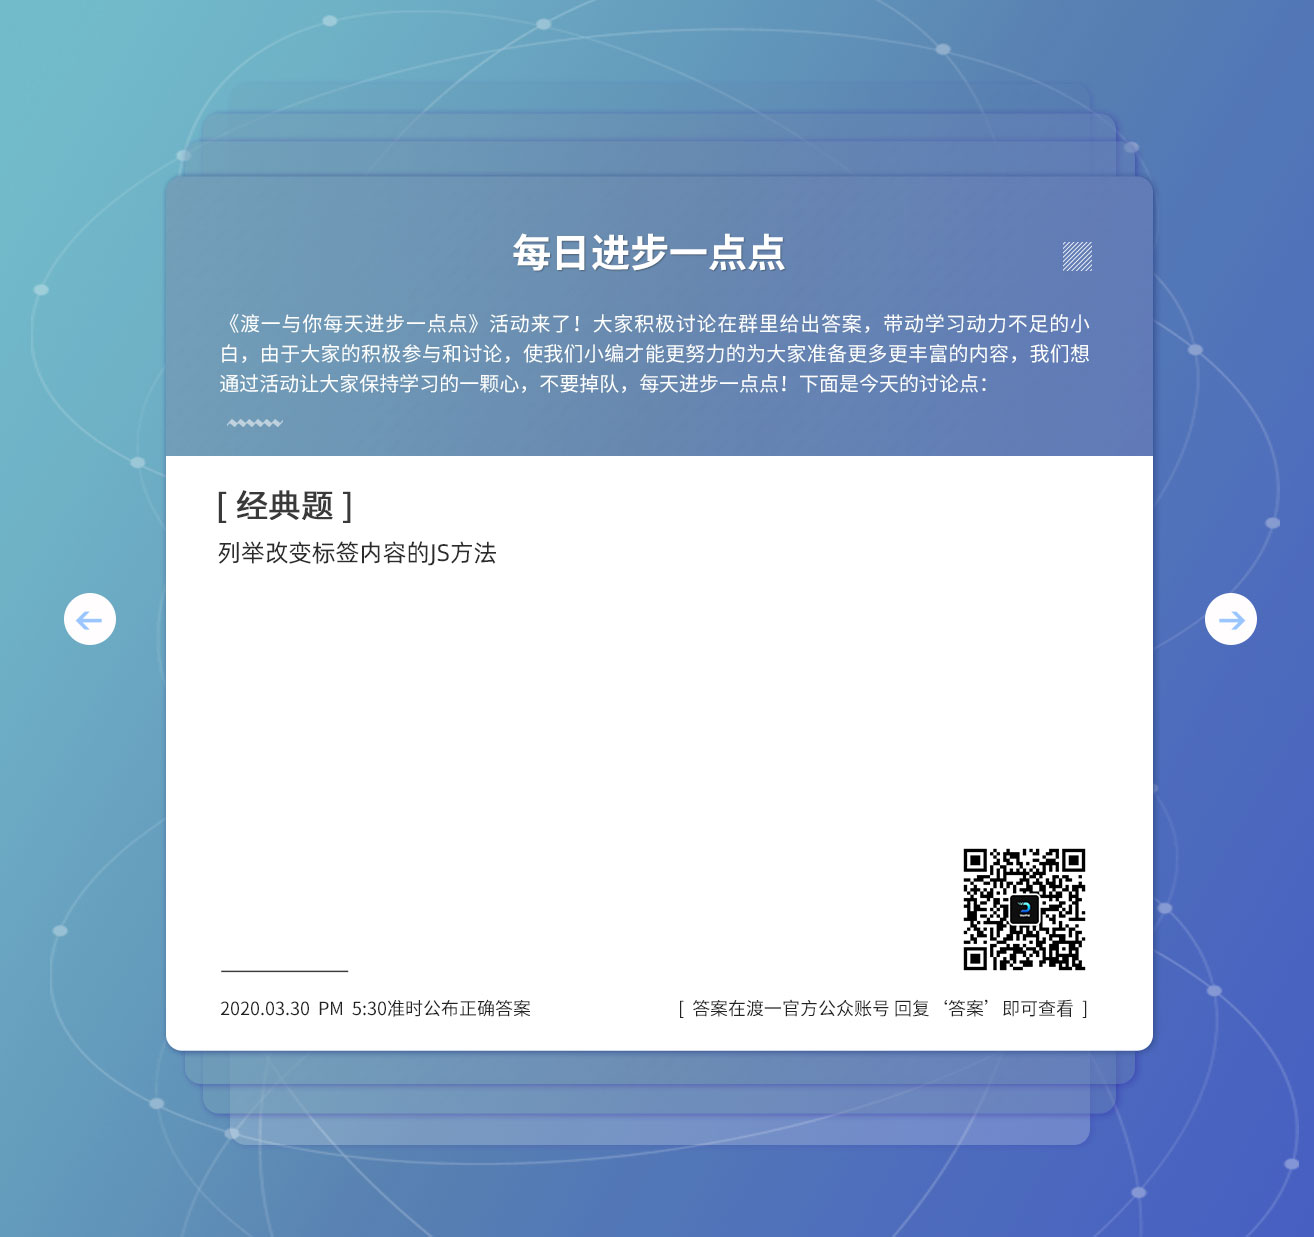 每日进步一点点
《渡一与你每天进步一点点》活动来了！大家积极讨论在群里给出答案，带动学习动力不足的小
白，由于大家的积极参与和讨论，使我们小编才能更努力的为大家准备更多更丰富的内容，我们想
通过活动让大家保持学习的一颗心，不要掉队，每天进步一点点！下面是今天的讨论点：
[ 经典题 ]
列举改变标签内容的JS方法
2020.03.30 PM 5:30准时公布正确答案
[ 答案在渡一官方公众账号 回复‘答案’即可查看 ]